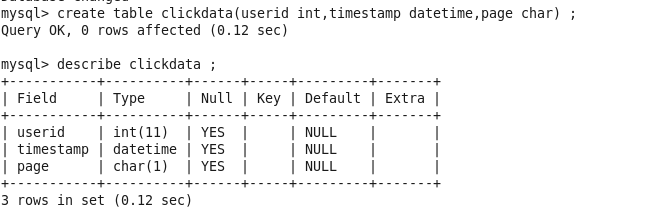 mysql> create table clickdata(userid int,timestamp datetime,page char) ;
Query OK, 0 rows affected (0.12 sec)

mysql> describe clickdata ;
+-----------+----------+------+-----+---------+-------+
| Field     | Type     | Null | Key | Default | Extra |
+-----------+----------+------+-----+---------+-------+
| userid    | int(11)  | YES  |     | NULL    |       |
| timestamp | datetime | YES  |     | NULL    |       |
| page      | char(1)  | YES  |     | NULL    |       |
+-----------+----------+------+-----+---------+-------+
3 rows in set (0.12 sec)